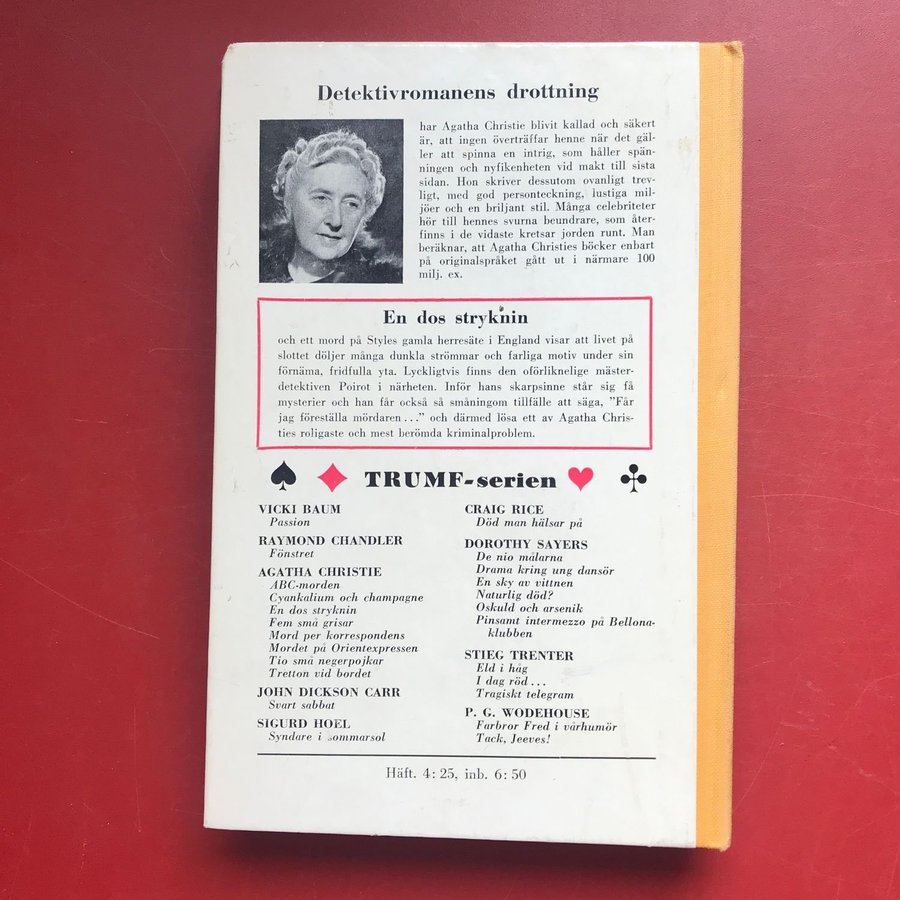 Detektivromanens drottning
har Agatha Christie blivit kallad och säkert
är, att ingen överträffar henne när det gäl-
ler att spinna en intrig, som håller spän-
ningen och nyfikenheten vid makt till sista
sidan. Hon skriver dessutom ovanligt trev-
ligt, med god personteckning, lustiga mil-
jöer och en briljant stil. Många celebriteter
hör till hennes svurna beundrare, som åter-
finns i de vidaste kretsar jorden runt. Man
beräknar, att Agatha Christies böcker enbart
på originalspråket gått ut i närmare 100
milj. ex.
En dos stryknin
och ett mord på Styles gamla herresäte i England visar att livet på
slottet döljer många dunkla strömmar och farliga motiv under sin
förnäma, fridfulla yta. Lyckligtvis finns den oförliknelige mäster-
detektiven Poirot i närheten. Inför hans skarpsinne står sig få
mysterier och han får också så småningom tillfälle att säga, ”Får
jag föreställa mördaren...” och därmed lösa ett av Agatha Chris-
ties roligaste och mest berömda kriminalproblem.
TRUMF-serien
VICKI BAUM
Passion
RAYMOND CHANDLER
Fönstret
AGATHA CHRISTIE
ABC-morden
Cyankalium och champagne
En dos stryknin
Fem små grisar
Mord per korrespondens
Mordet på Orientexpressen
Tio små negerpojkar
Tretton vid bordet
JOHN DICKSON CARR
Svart sabbat
SIGURD HOEL
Syndare i sommarsol
CRAIG RICE
Död man hälsar på
DOROTHY SAYERS
De nio målarna
Drama kring ung dansör
En sky av vittnen
Naturlig död?
Oskuld och arsenik
Pinsamt intermezzo på Bellona-
klubben
STIEG TRENTER
Eld i håg
I dag röd...
Tragiskt telegram
P. G. WODEHOUSE
Farbror Fred i vårhumör
Tack, Jeeves!
Häft. 4:25, inb. 6:50